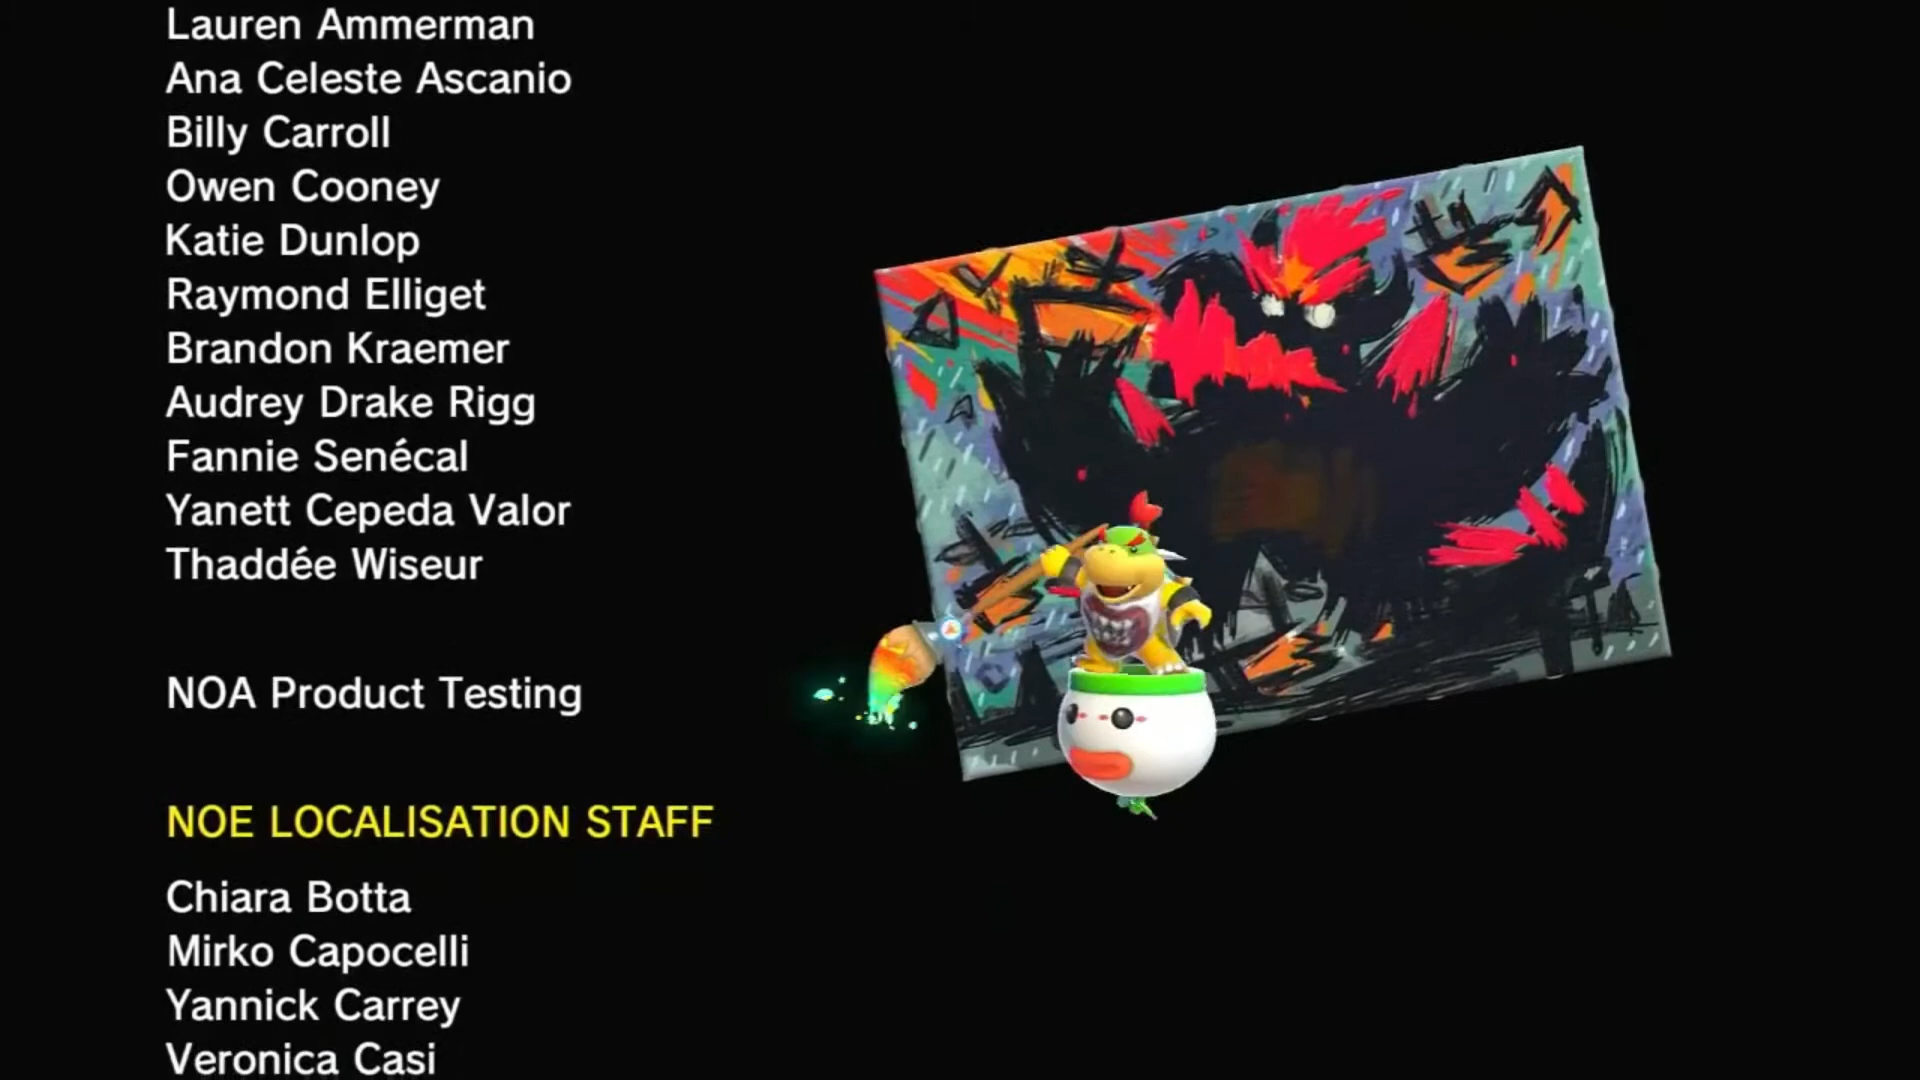 Lauren Ammerman
Ana Celeste Ascanio
Billy Carroll
Owen Cooney
Katie Dunlop
Raymond Elliget
Brandon Kraemer
Audrey Drake Rigg
Fannie Senécal
Yanett Cepeda Valor
Thaddée Wiseur
NOA Product Testing
NOE LOCALISATION STAFF
Chiara Botta
Mirko Capocelli
Yannick Carrey
Veronica Casi